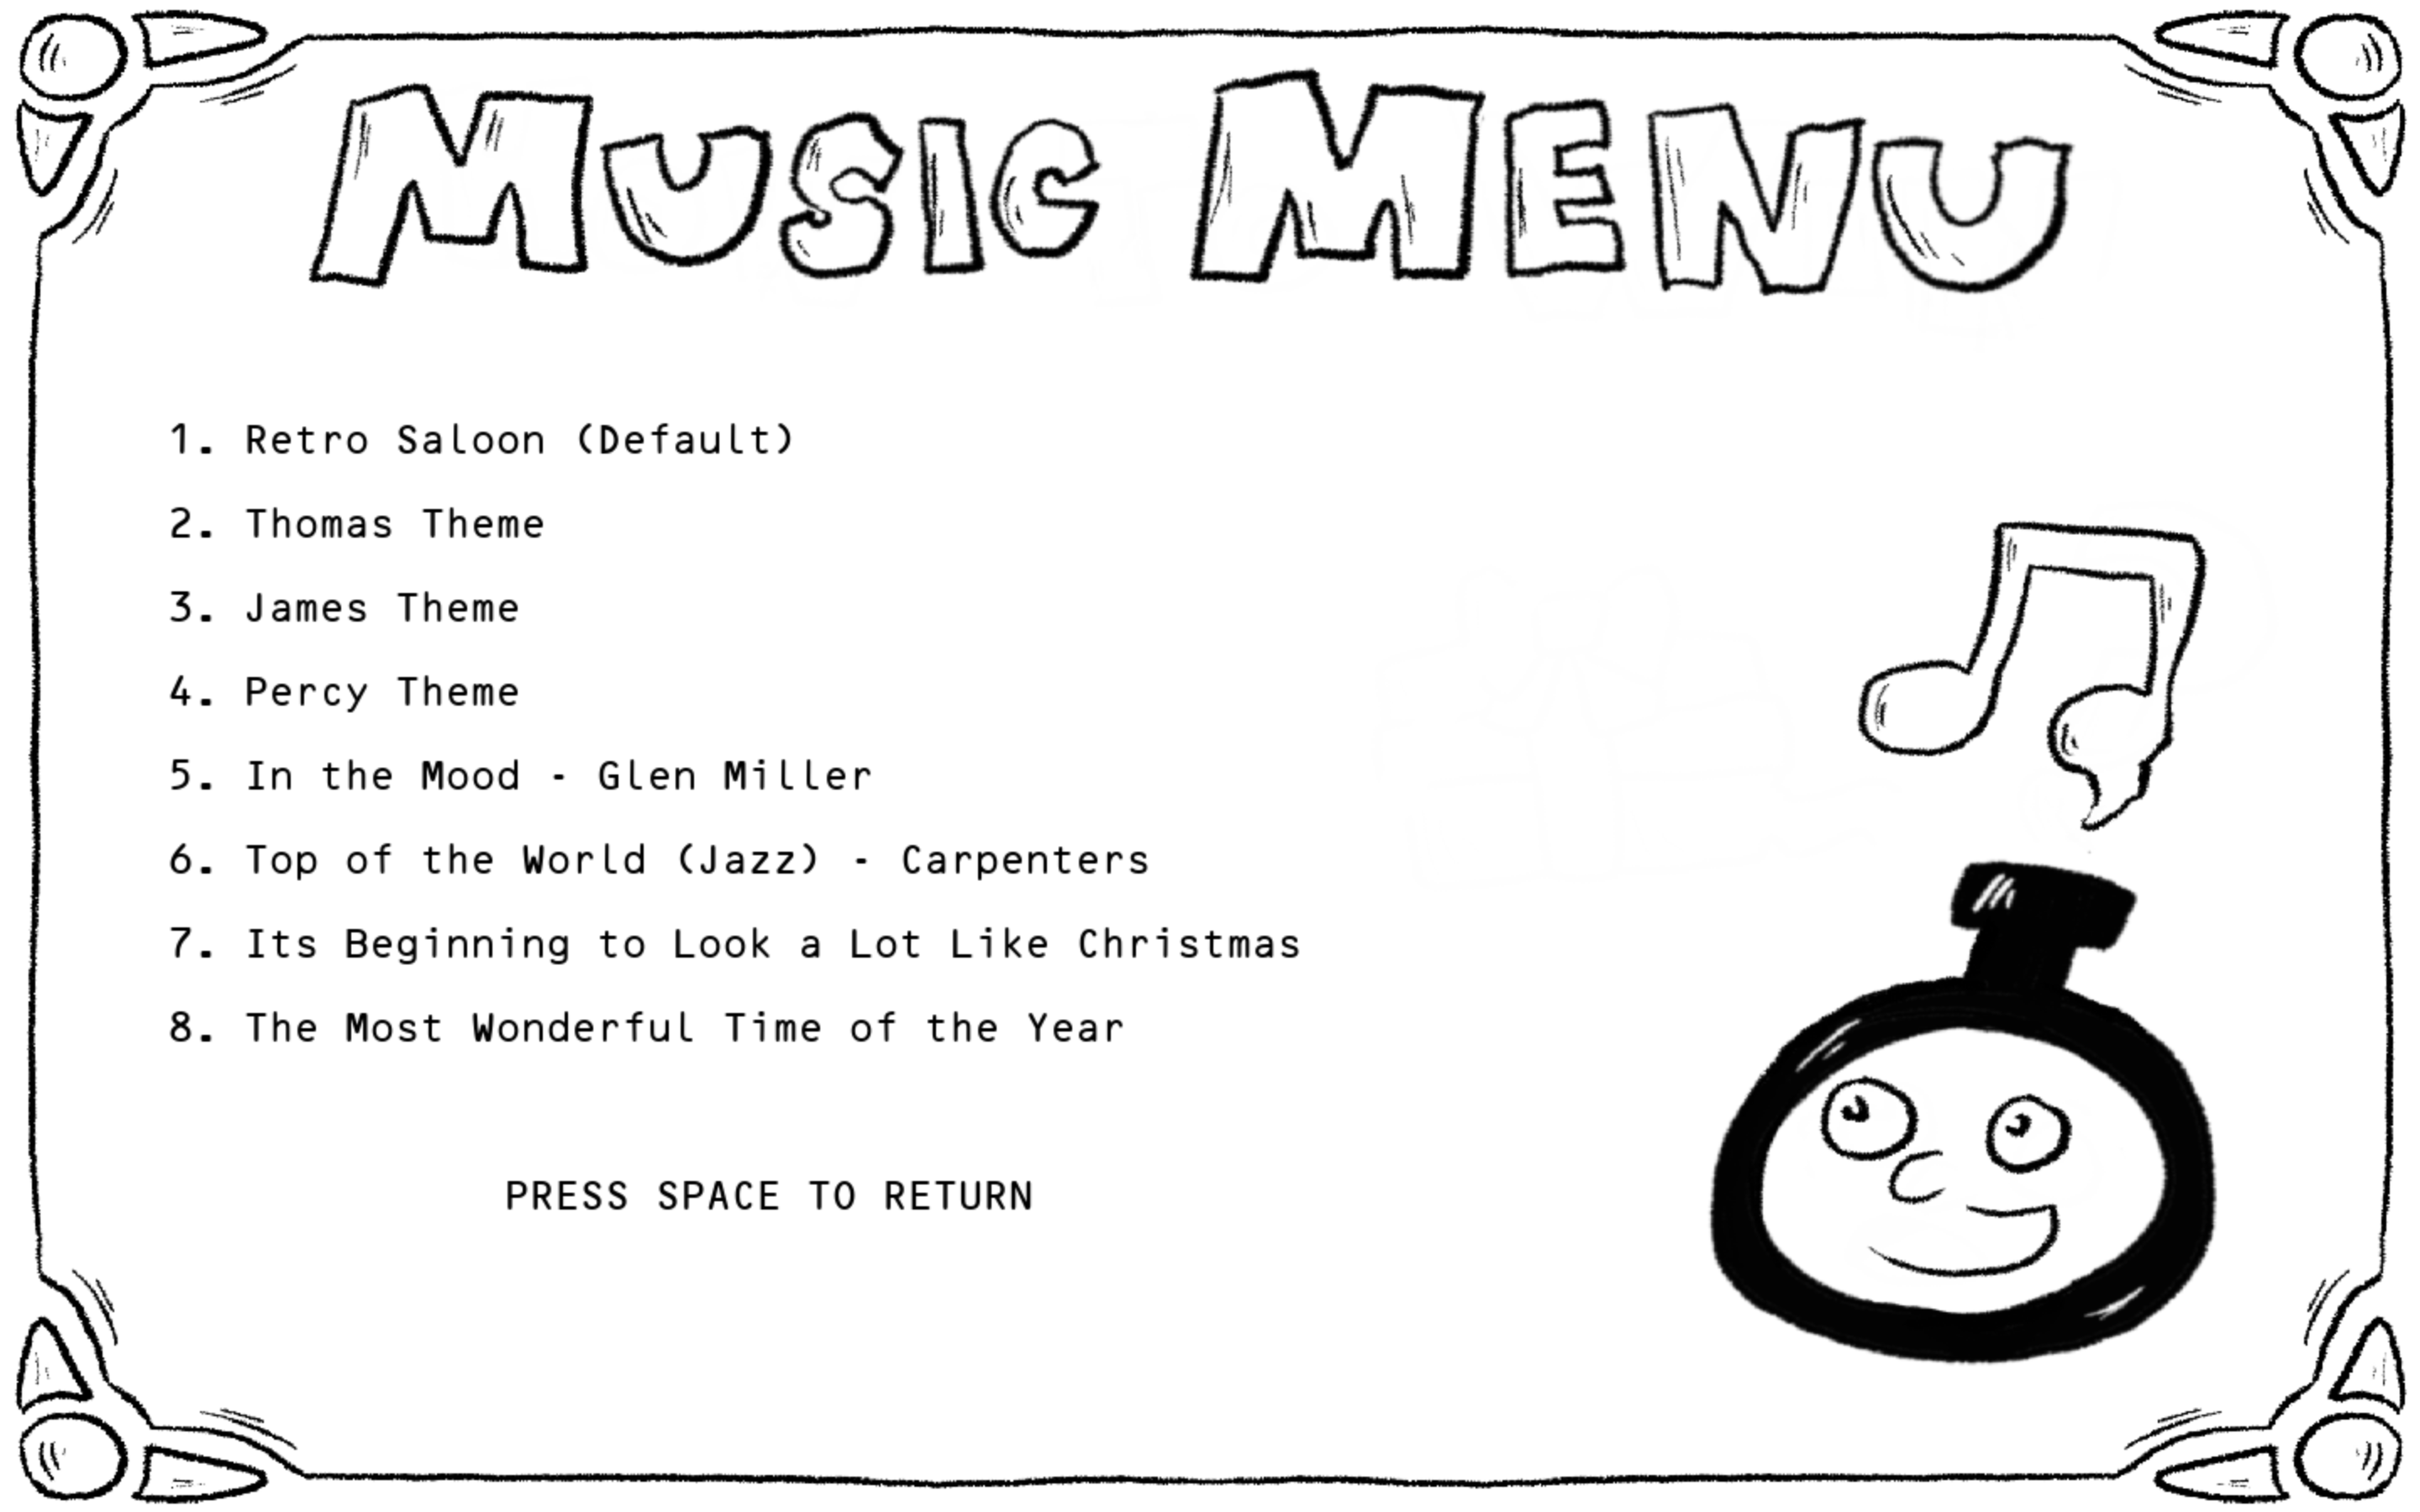 MUSIC MENU
1. Retro Saloon (Default)
2. Thomas Theme
3. James Theme
4. Percy Theme
5. In the Mood - Glen Miller
6. Top of the World (Jazz) - Carpenters
7. Its Beginning to Look a Lot Like Christmas
8. The Most Wonderful Time of the Year
PRESS SPACE TO RETURN